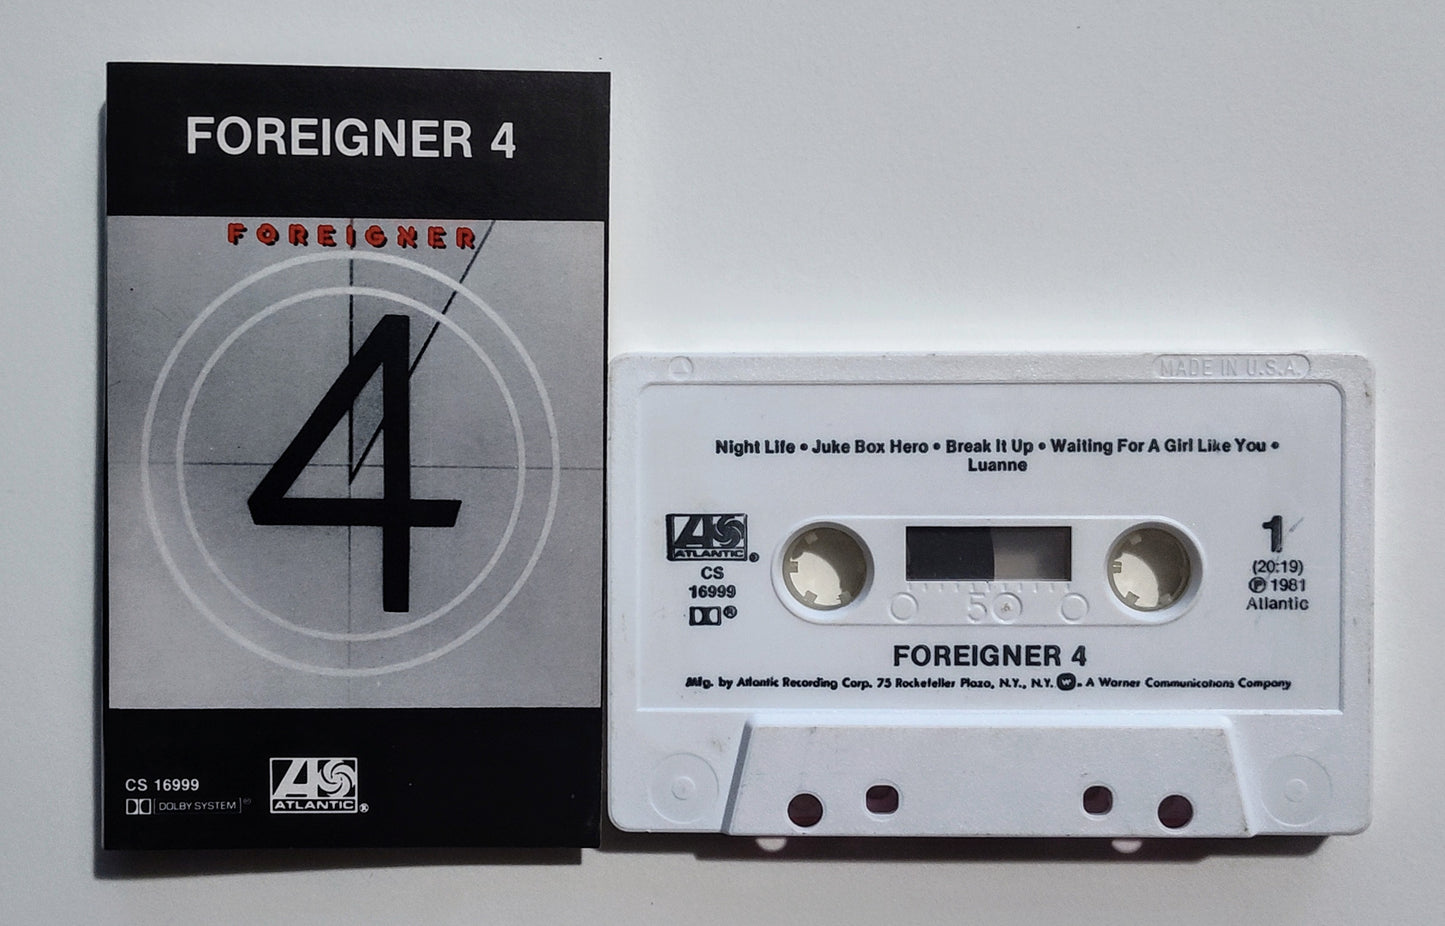 FOREIGNER 4
FOREIGNER
4
CS 16999
DOLBY SYSTEM ®
ATLANTIC ®
MADE IN U.S.A.
Night Life • Juke Box Hero • Break It Up • Waiting For A Girl Like You •
Luanne
ATLANTIC ®
CS
16999
®
50
1
(20:19)
℗ 1981
Atlantic
FOREIGNER 4
Mfg. by Atlantic Recording Corp. 75 Rockefeller Plaza, N.Y., N.Y. W ® A Warner Communications Company